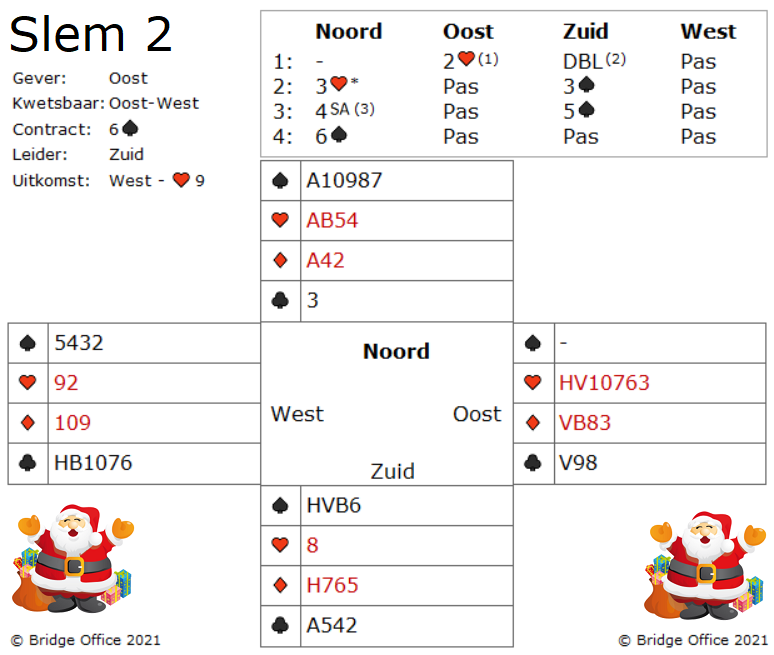 Slem 2
Gever: Oost
Kwetsbaar: Oost-West
Contract: 6♠
Leider: Zuid
Uitkomst: West - ♥ 9
Noord Oost Zuid West
1: - 2♥(1) DBL(2) Pas
2: 3♥* Pas 3♠ Pas
3: 4SA (3) Pas 5♠ Pas
4: 6♠ Pas Pas Pas
♠ A10987
♥ AB54
♦ A42
♣ 3
♠ 5432
♥ 92
♦ 109
♣ HB1076
Noord
West Oost
Zuid
♠ -
♥ HV10763
♦ VB83
♣ V98
♠ HVB6
♥ 8
♦ H765
♣ A542
© Bridge Office 2021
© Bridge Office 2021